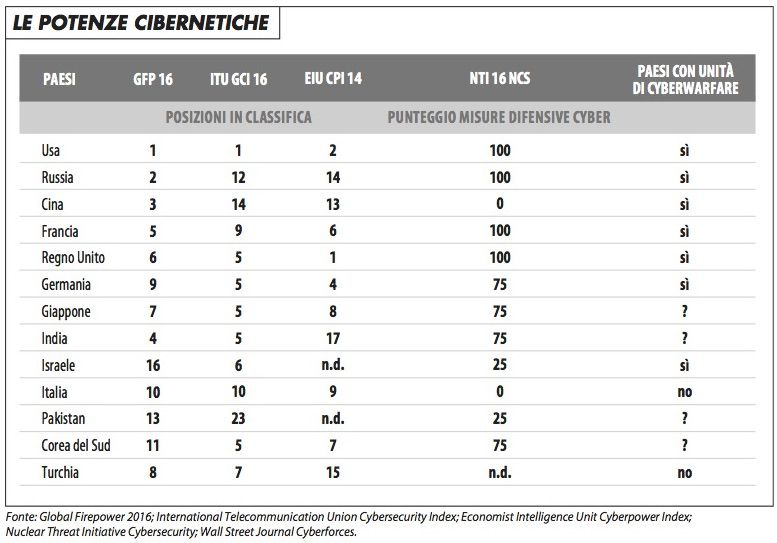 LE POTENZE CIBERNETICHE
PAESI GFP 16 ITU GCI 16 EIU CPI 14 NTI 16 NCS PAESI CON UNITÀ DI CYBERWARFARE
POSIZIONI IN CLASSIFICA PUNTEGGIO MISURE DIFENSIVE CYBER
Usa 1 1 2 100 sì
Russia 2 12 14 100 sì
Cina 3 14 13 0 sì
Francia 5 9 6 100 sì
Regno Unito 6 5 1 100 sì
Germania 9 5 4 75 sì
Giappone 7 5 8 75 ?
India 4 5 17 75 ?
Israele 16 6 n.d. 25 sì
Italia 10 10 9 0 no
Pakistan 13 23 n.d. 25 ?
Corea del Sud 11 5 7 75 ?
Turchia 8 7 15 n.d. no
Fonte: Global Firepower 2016; International Telecommunication Union Cybersecurity Index; Economist Intelligence Unit Cyberpower Index;
Nuclear Threat Initiative Cybersecurity; Wall Street Journal Cyberforces.